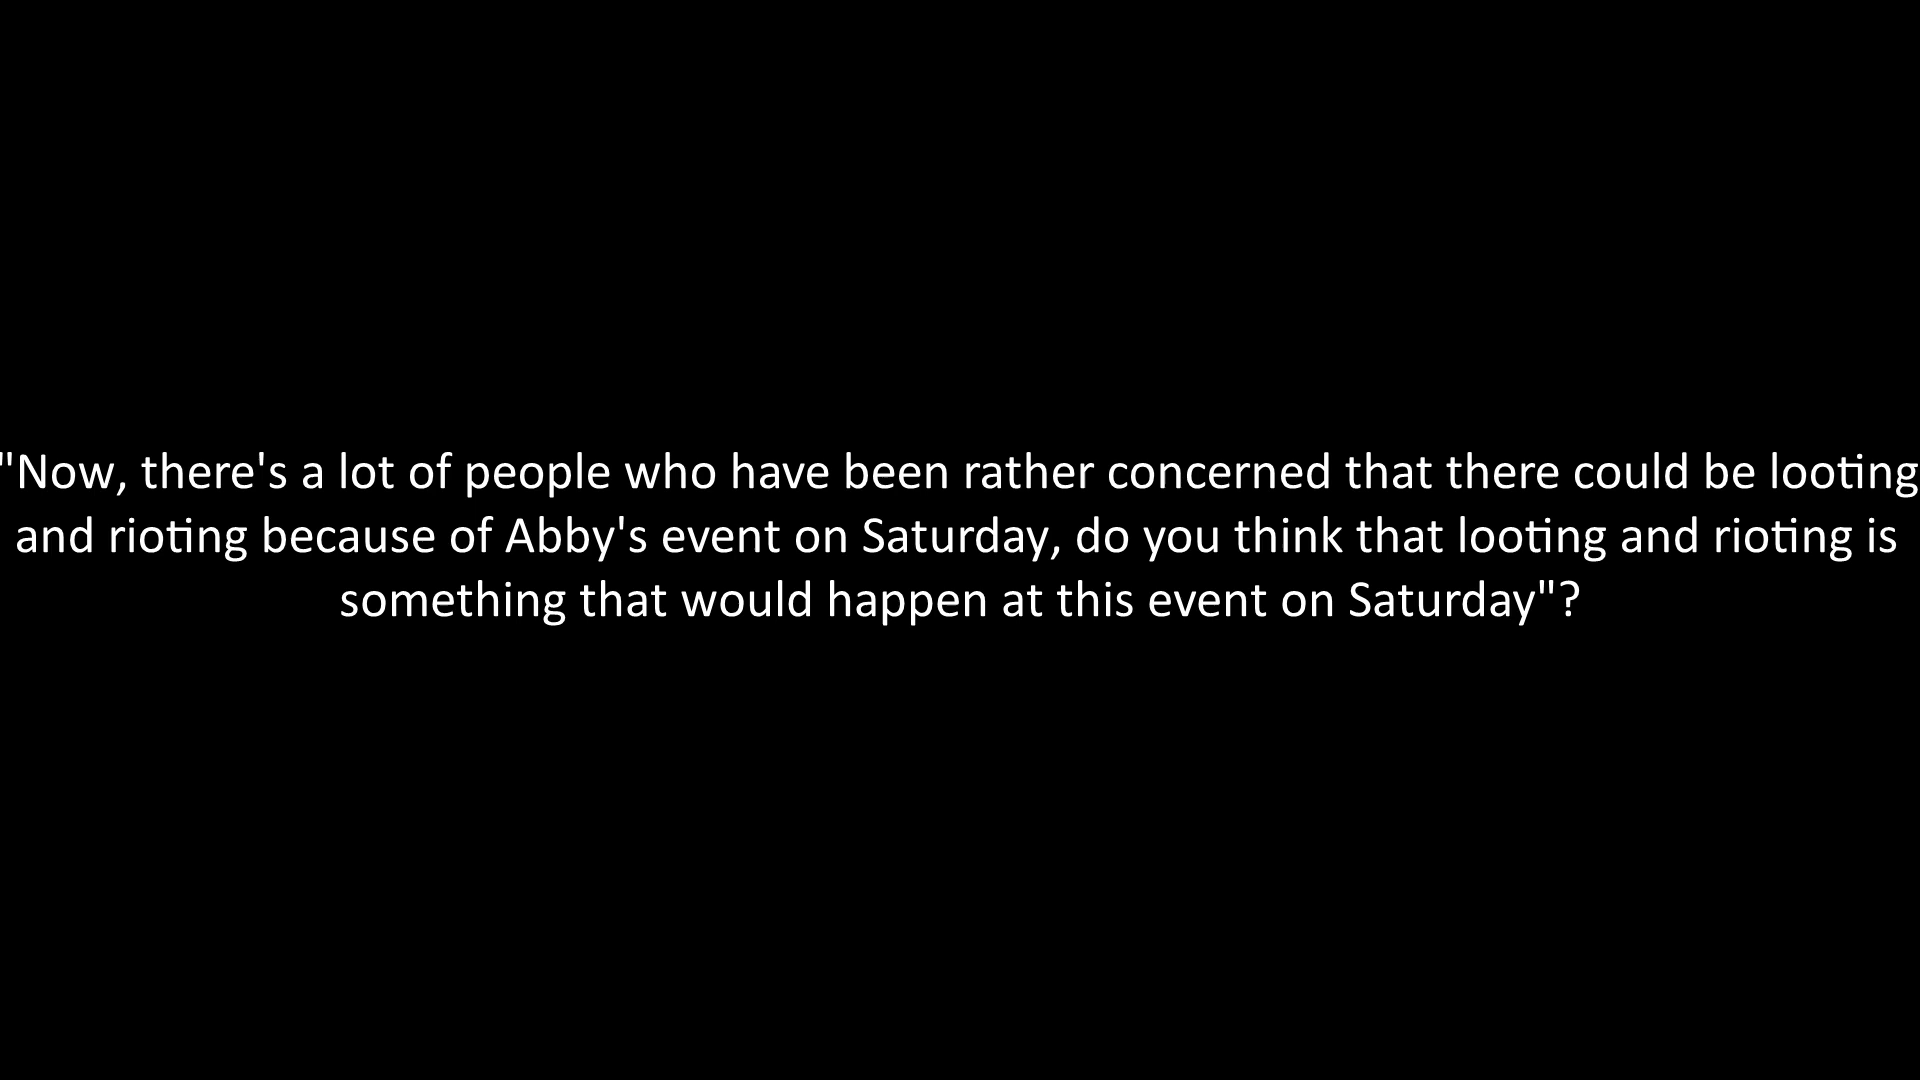 "Now, there's a lot of people who have been rather concerned that there could be looting
and rioting because of Abby's event on Saturday, do you think that looting and rioting is
something that would happen at this event on Saturday"?